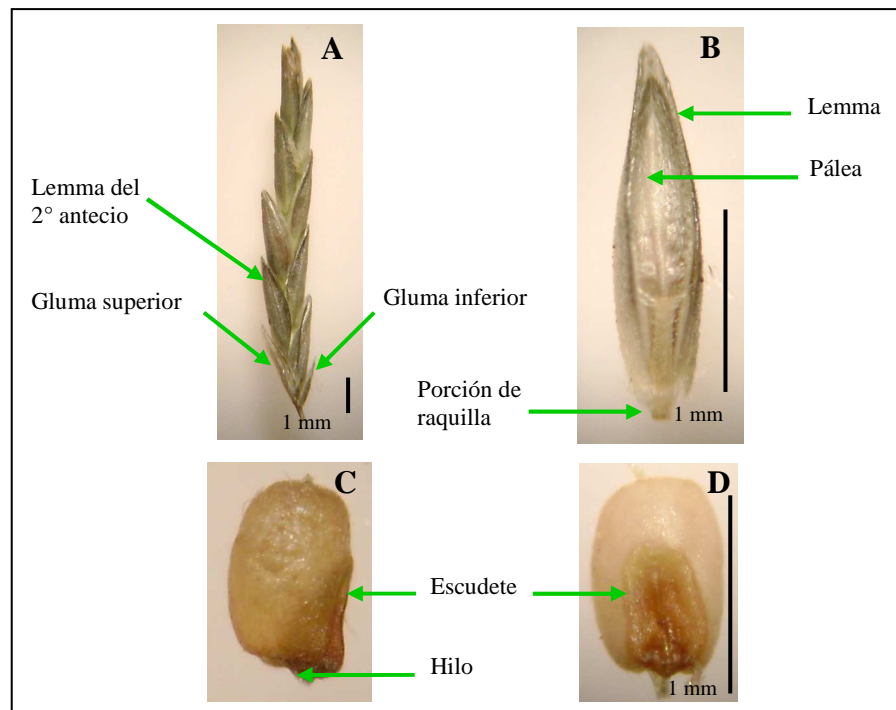 A
B
Lemma
Pálea
Lemma del
2° antecio
Gluma superior
Gluma inferior
Porción de
raquilla
1 mm
1 mm
C
D
Escudete
Hilo
1 mm